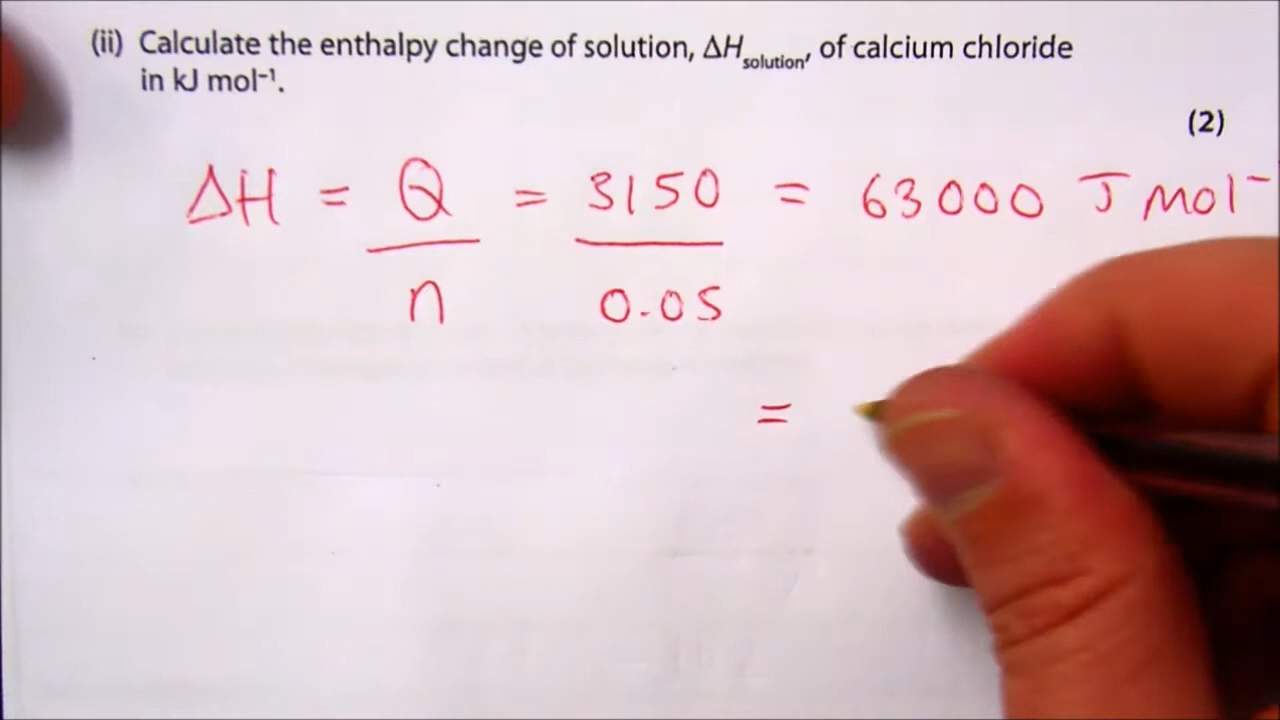 (ii) Calculate the enthalpy change of solution, ΔHsolution, of calcium chloride
in kJ mol⁻¹.
(2)
ΔH = Q/n = 3150/0.05 = 63000 J mol⁻
=